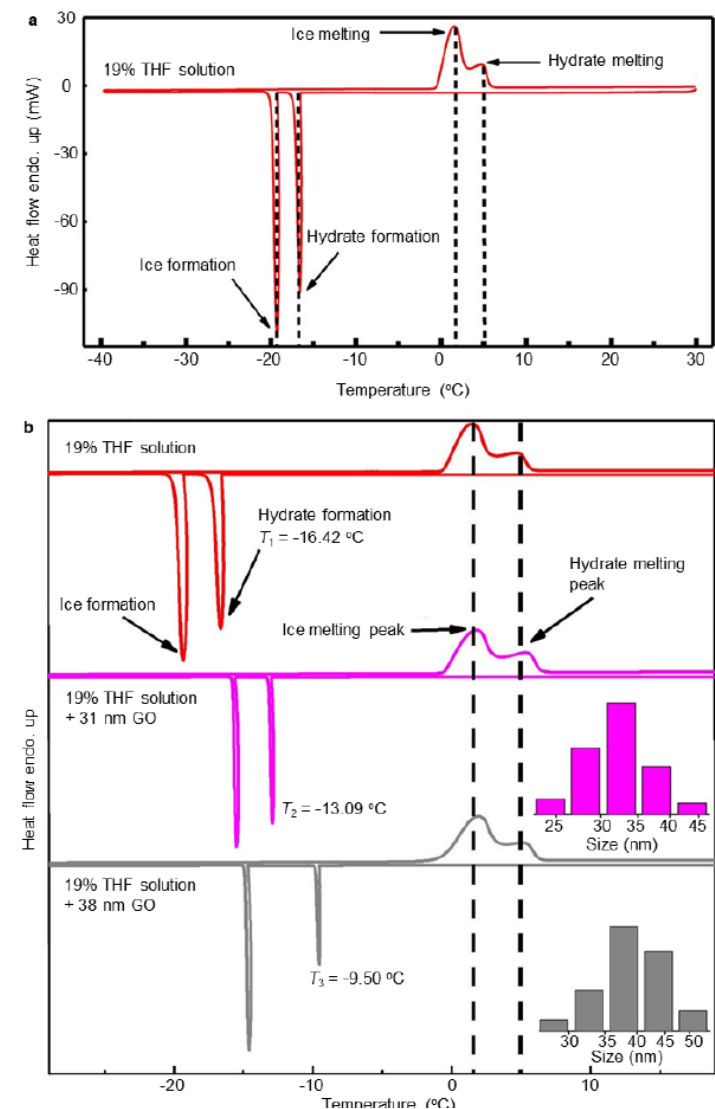 a
30
0
-30
-60
-90
Heat flow endo. up (mW)
Ice melting
19% THF solution
Hydrate melting
Hydrate formation
Ice formation
-40 -30 -20 -10 0 10 20 30
Temperature (°C)
b
19% THF solution
Hydrate formation
T1 = -16.42 °C
Ice formation
Hydrate melting
peak
Ice melting peak
19% THF solution
+ 31 nm GO
T2 = -13.09 °C
25 30 35 40 45
Size (nm)
Heat flow endo. up
19% THF solution
+ 38 nm GO
T3 = -9.50 °C
30 35 40 45 50
Size (nm)
-20 -10 0 10
Temperature (°C)